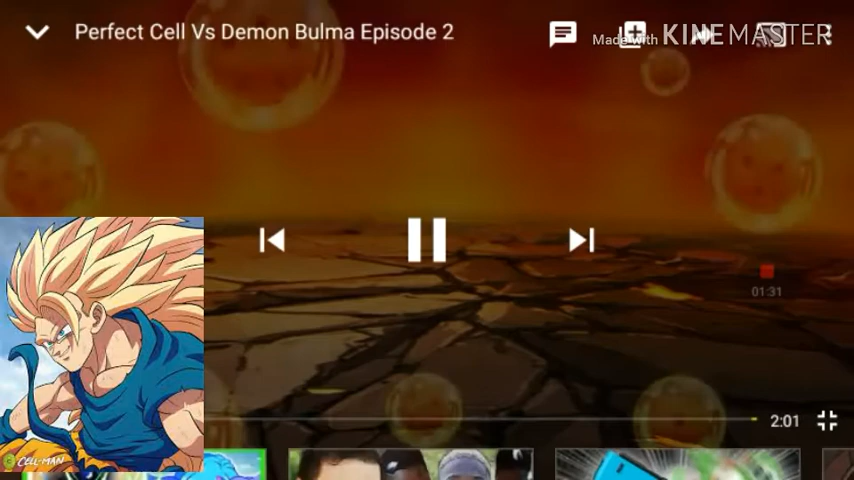 Perfect Cell Vs Demon Bulma Episode 2
Made with KINEMASTER
01:31
2:01
CELL-MAN